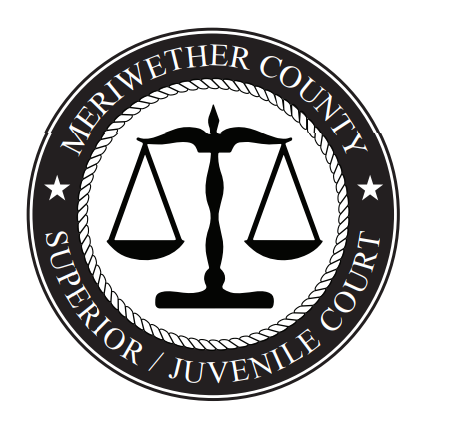 MERIWETHER COUNTY
SUPERIOR / JUVENILE COURT